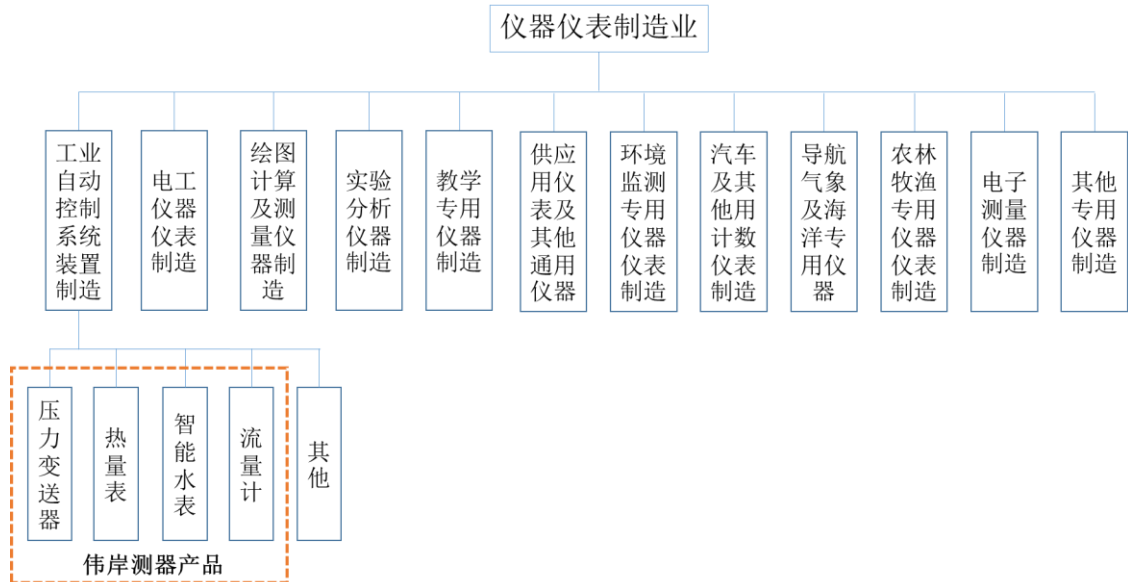 仪器仪表制造业
工业
自动
控制
系统
装置
制造
电工
仪器
仪表
制造
绘图
计算
及测
量仪
器制
造
实验
分析
仪器
制造
教学
专用
仪器
制造
供应
用仪
表及
其他
通用
仪器
环境
监测
专用
仪器
仪表
制造
汽车
及其
他用
计数
仪表
制造
导航
气象
及海
洋专
用仪
器
农林
牧渔
专用
仪器
仪表
制造
电子
测量
仪器
制造
其他
专用
仪器
制造
压
力
变
送
器
热
量
表
智
能
水
表
流
量
计
其
他
伟岸测器产品